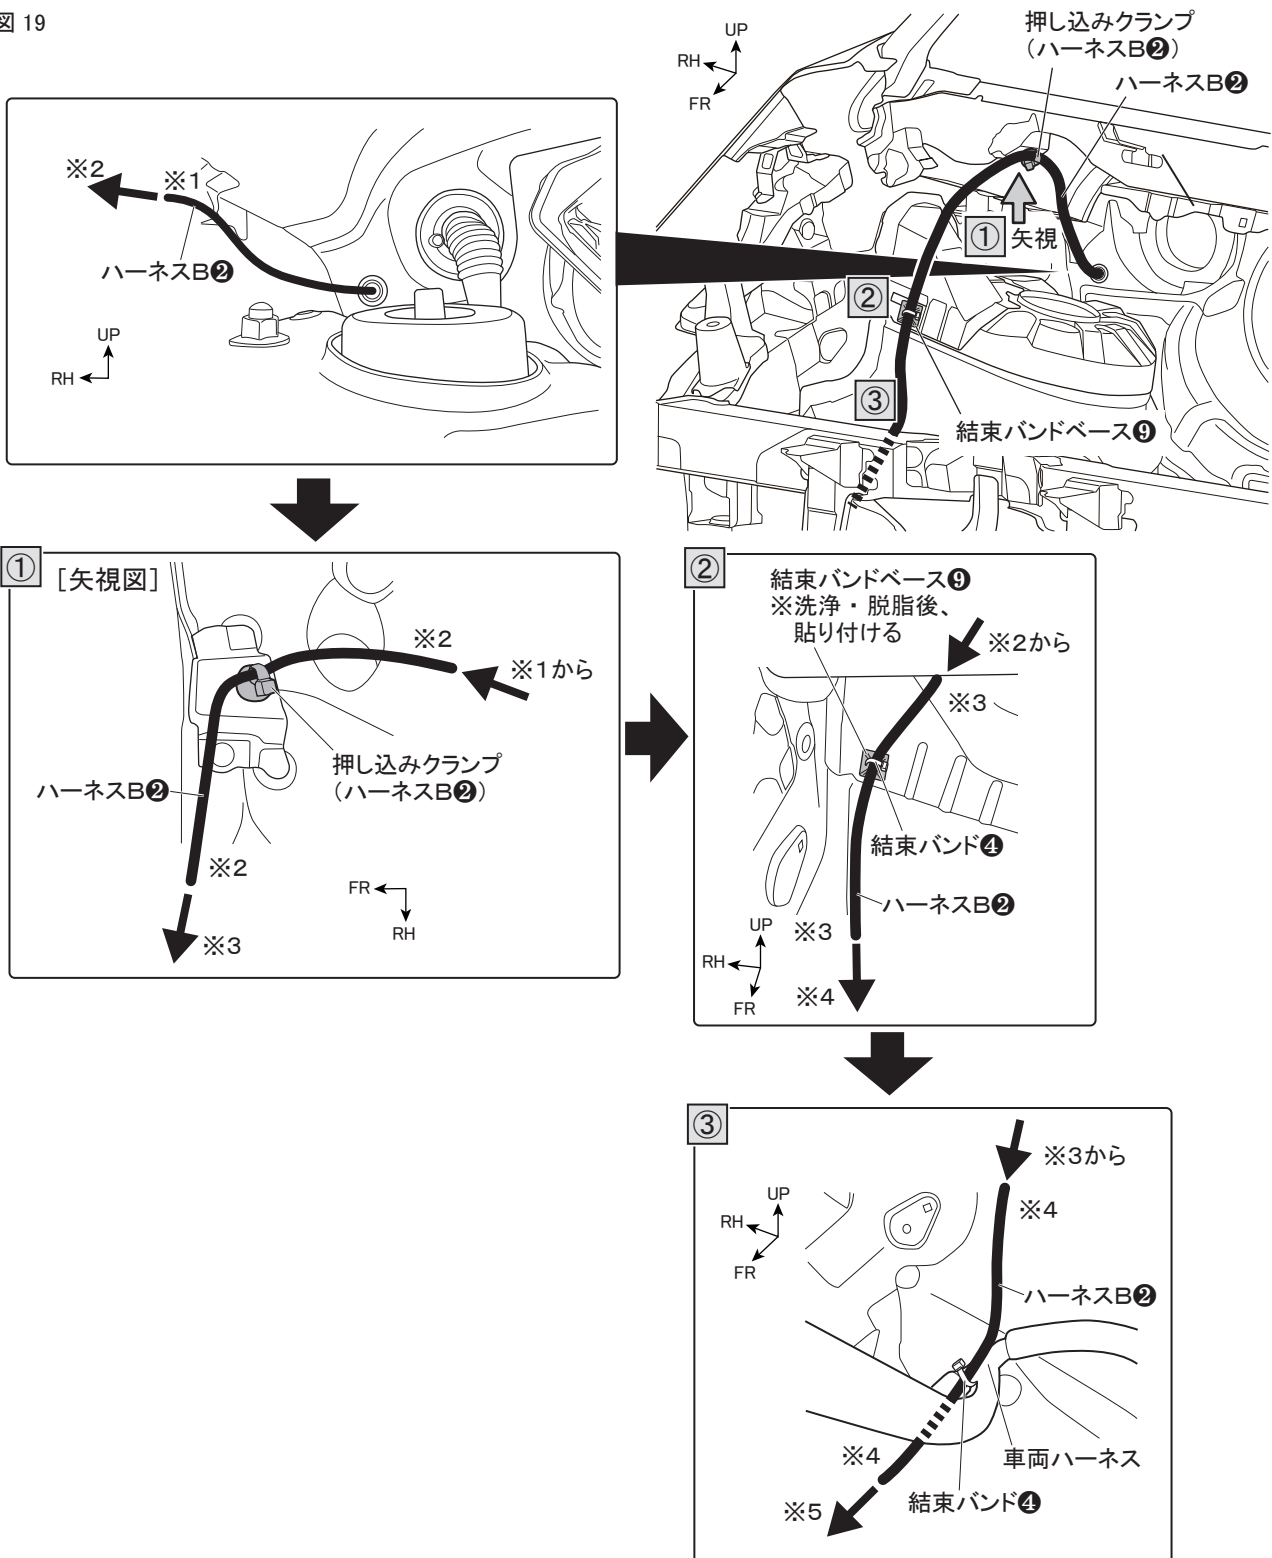 図 19
UP
RH
FR
押し込みクランプ
（ハーネスB❷）
ハーネスB❷
① 矢視
②
③
結束バンドベース❾
※2
※1
ハーネスB❷
UP
RH
① ［矢視図］
※2
※1から
押し込みクランプ
（ハーネスB❷）
ハーネスB❷
※2
※3
FR
RH
②
結束バンドベース❾
※洗浄・脱脂後、
貼り付ける
※2から
※3
結束バンド❹
ハーネスB❷
※3
※4
UP
RH
FR
③
※3から
※4
UP
RH
FR
ハーネスB❷
※4
車両ハーネス
結束バンド❹
※5